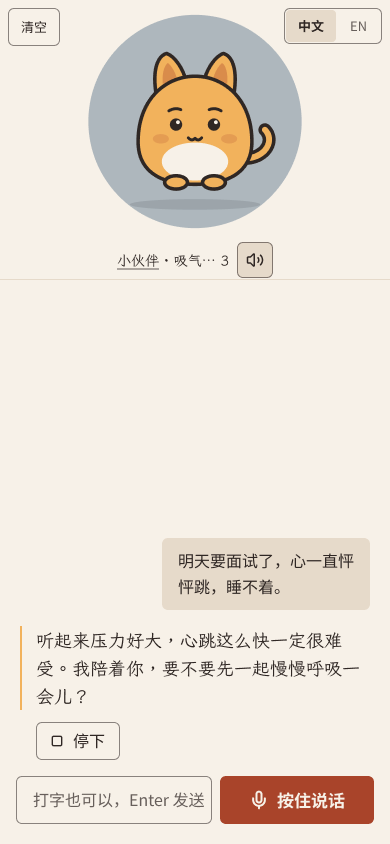 清空
中文 EN
小伙伴·吸气… 3
明天要面试了，心一直怦
怦跳，睡不着。
听起来压力好大，心跳这么快一定很难
受。我陪着你，要不要先一起慢慢呼吸一
会儿？
停下
打字也可以，Enter 发送
按住说话